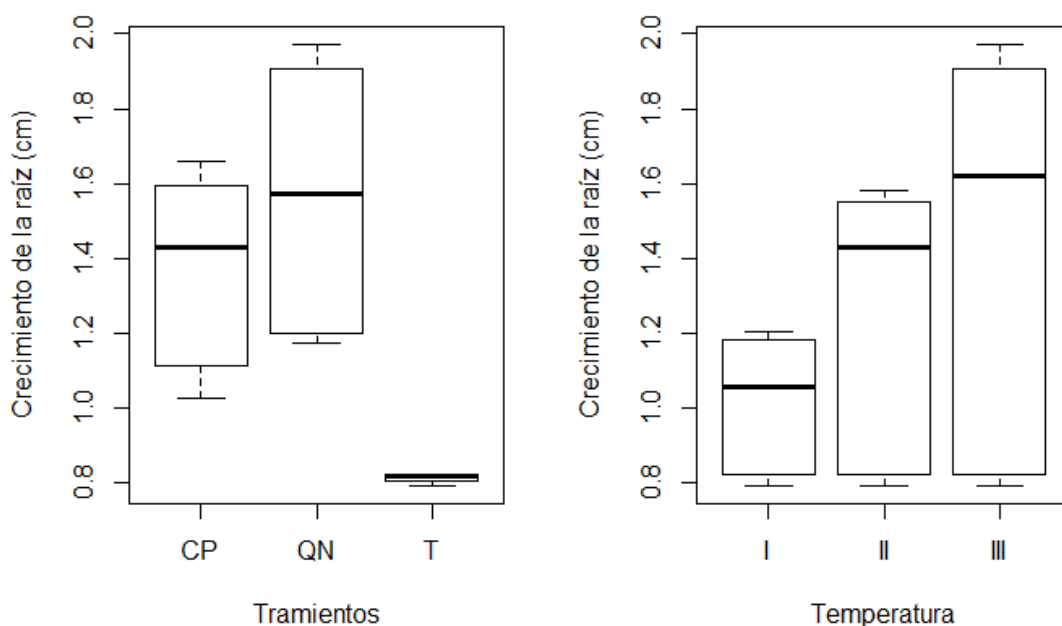 Crecimiento de la raíz (cm)
2.0
1.8
1.6
1.4
1.2
1.0
0.8
CP QN T
Tramientos
Crecimiento de la raíz (cm)
2.0
1.8
1.6
1.4
1.2
1.0
0.8
I II III
Temperatura